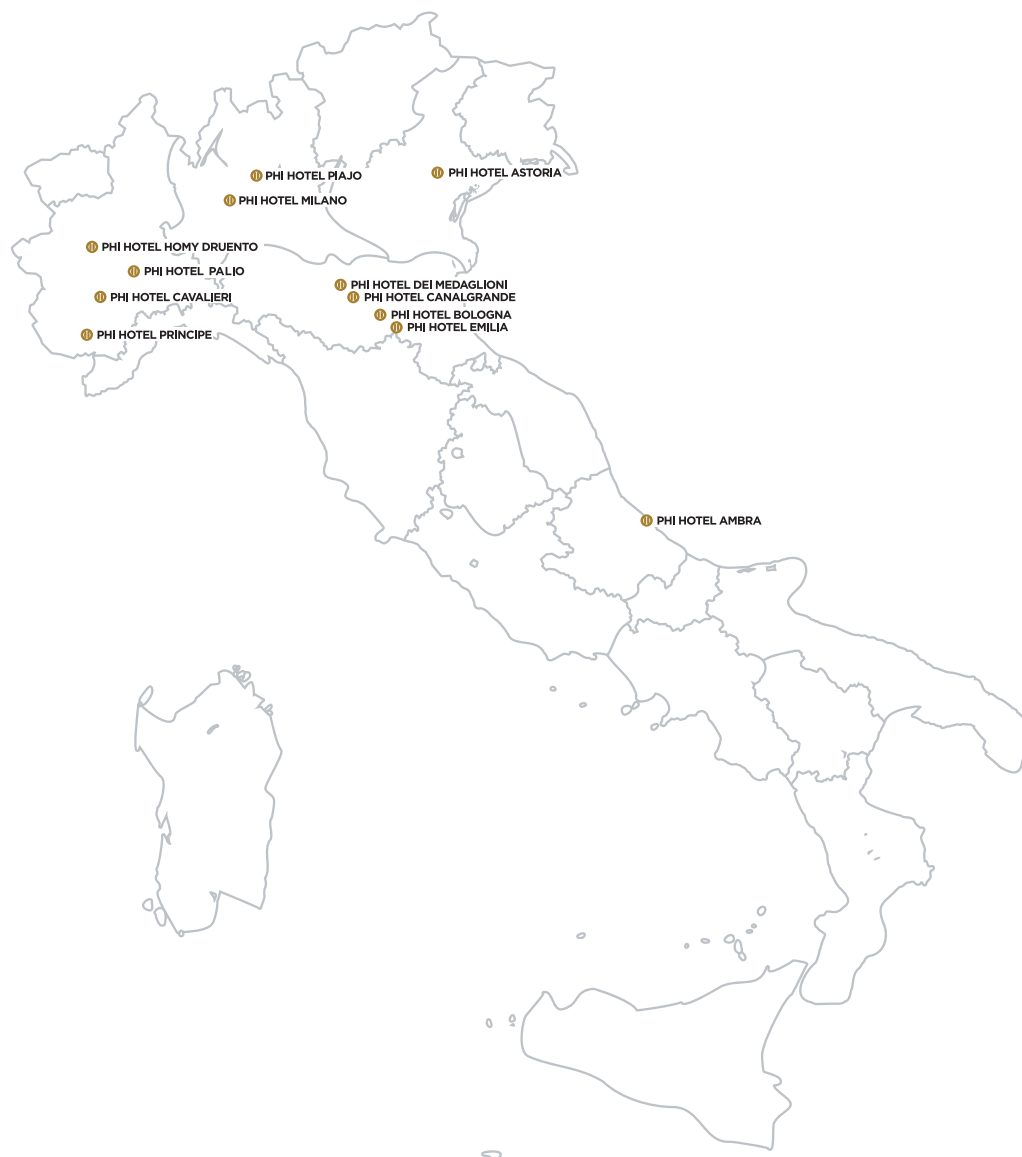 PHI HOTEL ASTORIA
PHI HOTEL PIAJO
PHI HOTEL MILANO
PHI HOTEL HOMY DRUENTO
PHI HOTEL PALIO
PHI HOTEL DEI MEDAGLIONI
PHI HOTEL CAVALIERI
PHI HOTEL CANALGRANDE
PHI HOTEL BOLOGNA
PHI HOTEL EMILIA
PHI HOTEL PRINCIPE
PHI HOTEL AMBRA